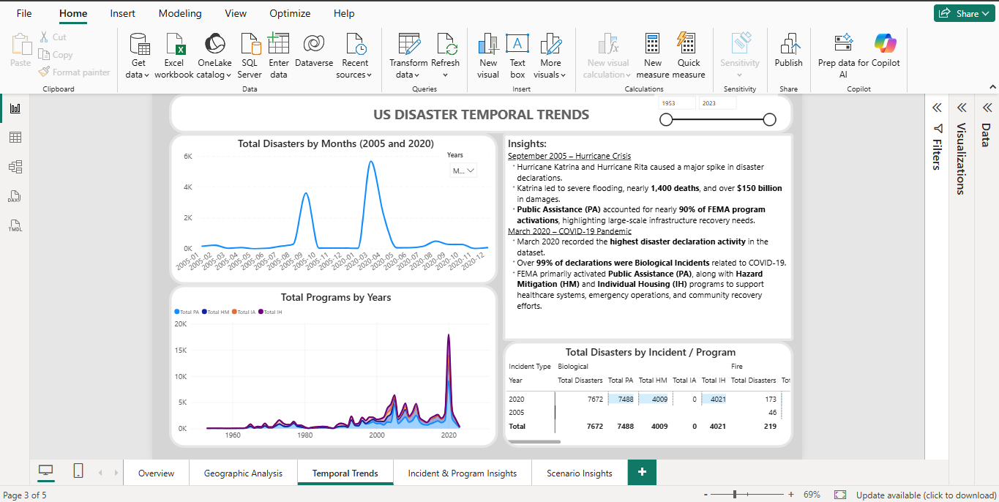 File Home Insert Modeling View Optimize Help Share
Paste
Cut
Copy
Format painter
Clipboard
Get data
Excel workbook
OneLake catalog
SQL Server
Enter data
Dataverse
Recent sources
Data
Transform data
Refresh
Queries
New visual
Text box
More visuals
Insert
New visual calculation
New measure
Quick measure
Calculations
Sensitivity
Sensitivity
Publish
Share
Prep data for AI
Copilot
Copilot
DAX
TMDL
US DISASTER TEMPORAL TRENDS
1953 2023
Total Disasters by Months (2005 and 2020)
Years
M...
6K
4K
2K
0K
2005-01 2005-02 2005-03 2005-04 2005-05 2005-06 2005-07 2005-08 2005-09 2005-10 2005-11 2005-12 2020-01 2020-03 2020-04 2020-05 2020-06 2020-07 2020-08 2020-09 2020-10 2020-11 2020-12
Insights:
September 2005 – Hurricane Crisis
• Hurricane Katrina and Hurricane Rita caused a major spike in disaster
declarations.
• Katrina led to severe flooding, nearly 1,400 deaths, and over $150 billion
in damages.
• Public Assistance (PA) accounted for nearly 90% of FEMA program
activations, highlighting large-scale infrastructure recovery needs.
March 2020 – COVID-19 Pandemic
• March 2020 recorded the highest disaster declaration activity in the
dataset.
• Over 99% of declarations were Biological Incidents related to COVID-19.
• FEMA primarily activated Public Assistance (PA), along with Hazard
Mitigation (HM) and Individual Housing (IH) programs to support
healthcare systems, emergency operations, and community recovery
efforts.
Total Programs by Years
Total PA Total HM Total IA Total IH
20K
15K
10K
5K
0K
1960 1980 2000 2020
Total Disasters by Incident / Program
Incident Type Biological Fire
Year Total Disasters Total PA Total HM Total IA Total IH Total Disasters Tot
2020 7672 7488 4009 0 4021 173
2005 46
Total 7672 7488 4009 0 4021 219
Filters
Visualizations
Data
Overview Geographic Analysis Temporal Trends Incident & Program Insights Scenario Insights +
Page 3 of 5
- + 69% Update available (click to download)